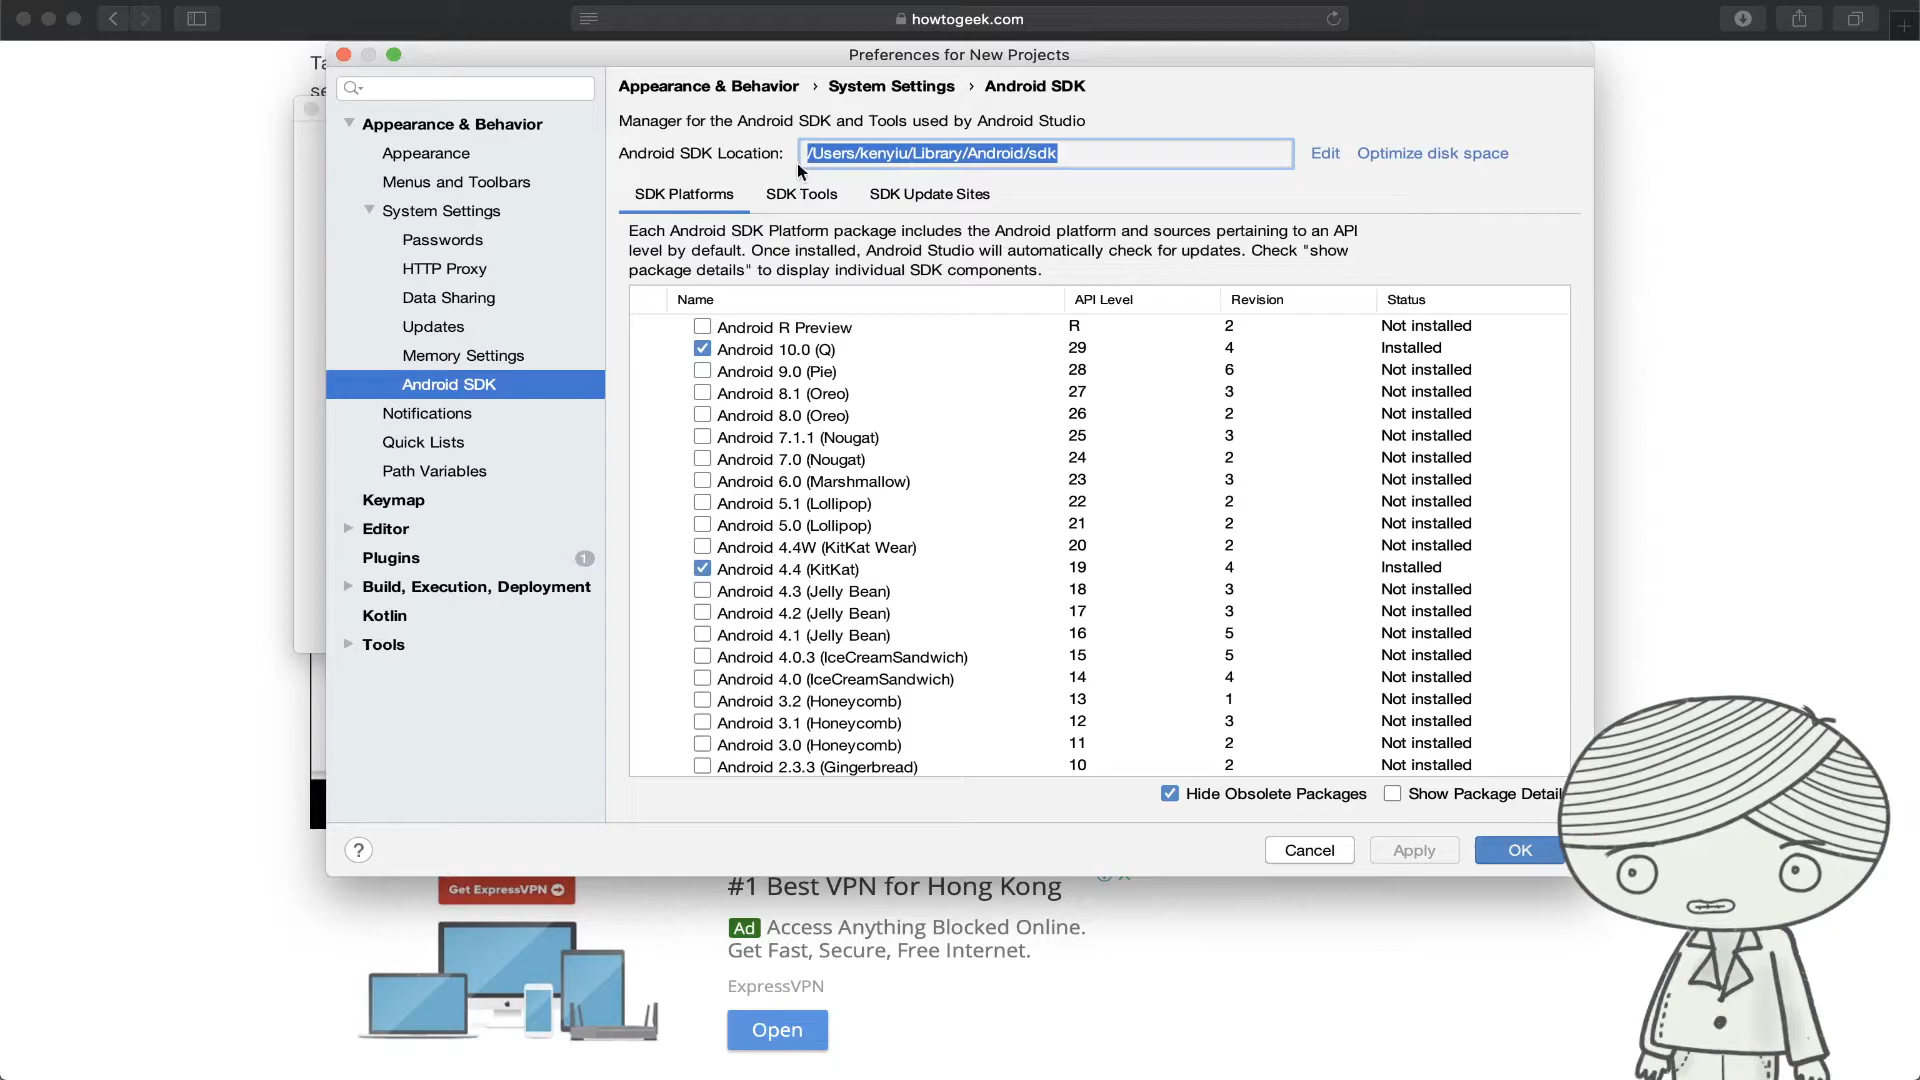 howtogeek.com
Preferences for New Projects
Appearance & Behavior
Appearance
Menus and Toolbars
System Settings
Passwords
HTTP Proxy
Data Sharing
Updates
Memory Settings
Android SDK
Notifications
Quick Lists
Path Variables
Keymap
Editor
Plugins 1
Build, Execution, Deployment
Kotlin
Tools
Appearance & Behavior › System Settings › Android SDK
Manager for the Android SDK and Tools used by Android Studio
Android SDK Location: /Users/kenyiu/Library/Android/sdk Edit Optimize disk space
SDK Platforms SDK Tools SDK Update Sites
Each Android SDK Platform package includes the Android platform and sources pertaining to an API
level by default. Once installed, Android Studio will automatically check for updates. Check "show
package details" to display individual SDK components.
Name API Level Revision Status
Android R Preview R 2 Not installed
Android 10.0 (Q) 29 4 Installed
Android 9.0 (Pie) 28 6 Not installed
Android 8.1 (Oreo) 27 3 Not installed
Android 8.0 (Oreo) 26 2 Not installed
Android 7.1.1 (Nougat) 25 3 Not installed
Android 7.0 (Nougat) 24 2 Not installed
Android 6.0 (Marshmallow) 23 3 Not installed
Android 5.1 (Lollipop) 22 2 Not installed
Android 5.0 (Lollipop) 21 2 Not installed
Android 4.4W (KitKat Wear) 20 2 Not installed
Android 4.4 (KitKat) 19 4 Installed
Android 4.3 (Jelly Bean) 18 3 Not installed
Android 4.2 (Jelly Bean) 17 3 Not installed
Android 4.1 (Jelly Bean) 16 5 Not installed
Android 4.0.3 (IceCreamSandwich) 15 5 Not installed
Android 4.0 (IceCreamSandwich) 14 4 Not installed
Android 3.2 (Honeycomb) 13 1 Not installed
Android 3.1 (Honeycomb) 12 3 Not installed
Android 3.0 (Honeycomb) 11 2 Not installed
Android 2.3.3 (Gingerbread) 10 2 Not installed
Hide Obsolete Packages Show Package Detail
? Cancel Apply OK
Get ExpressVPN
#1 Best VPN for Hong Kong
Ad Access Anything Blocked Online.
Get Fast, Secure, Free Internet.
ExpressVPN
Open